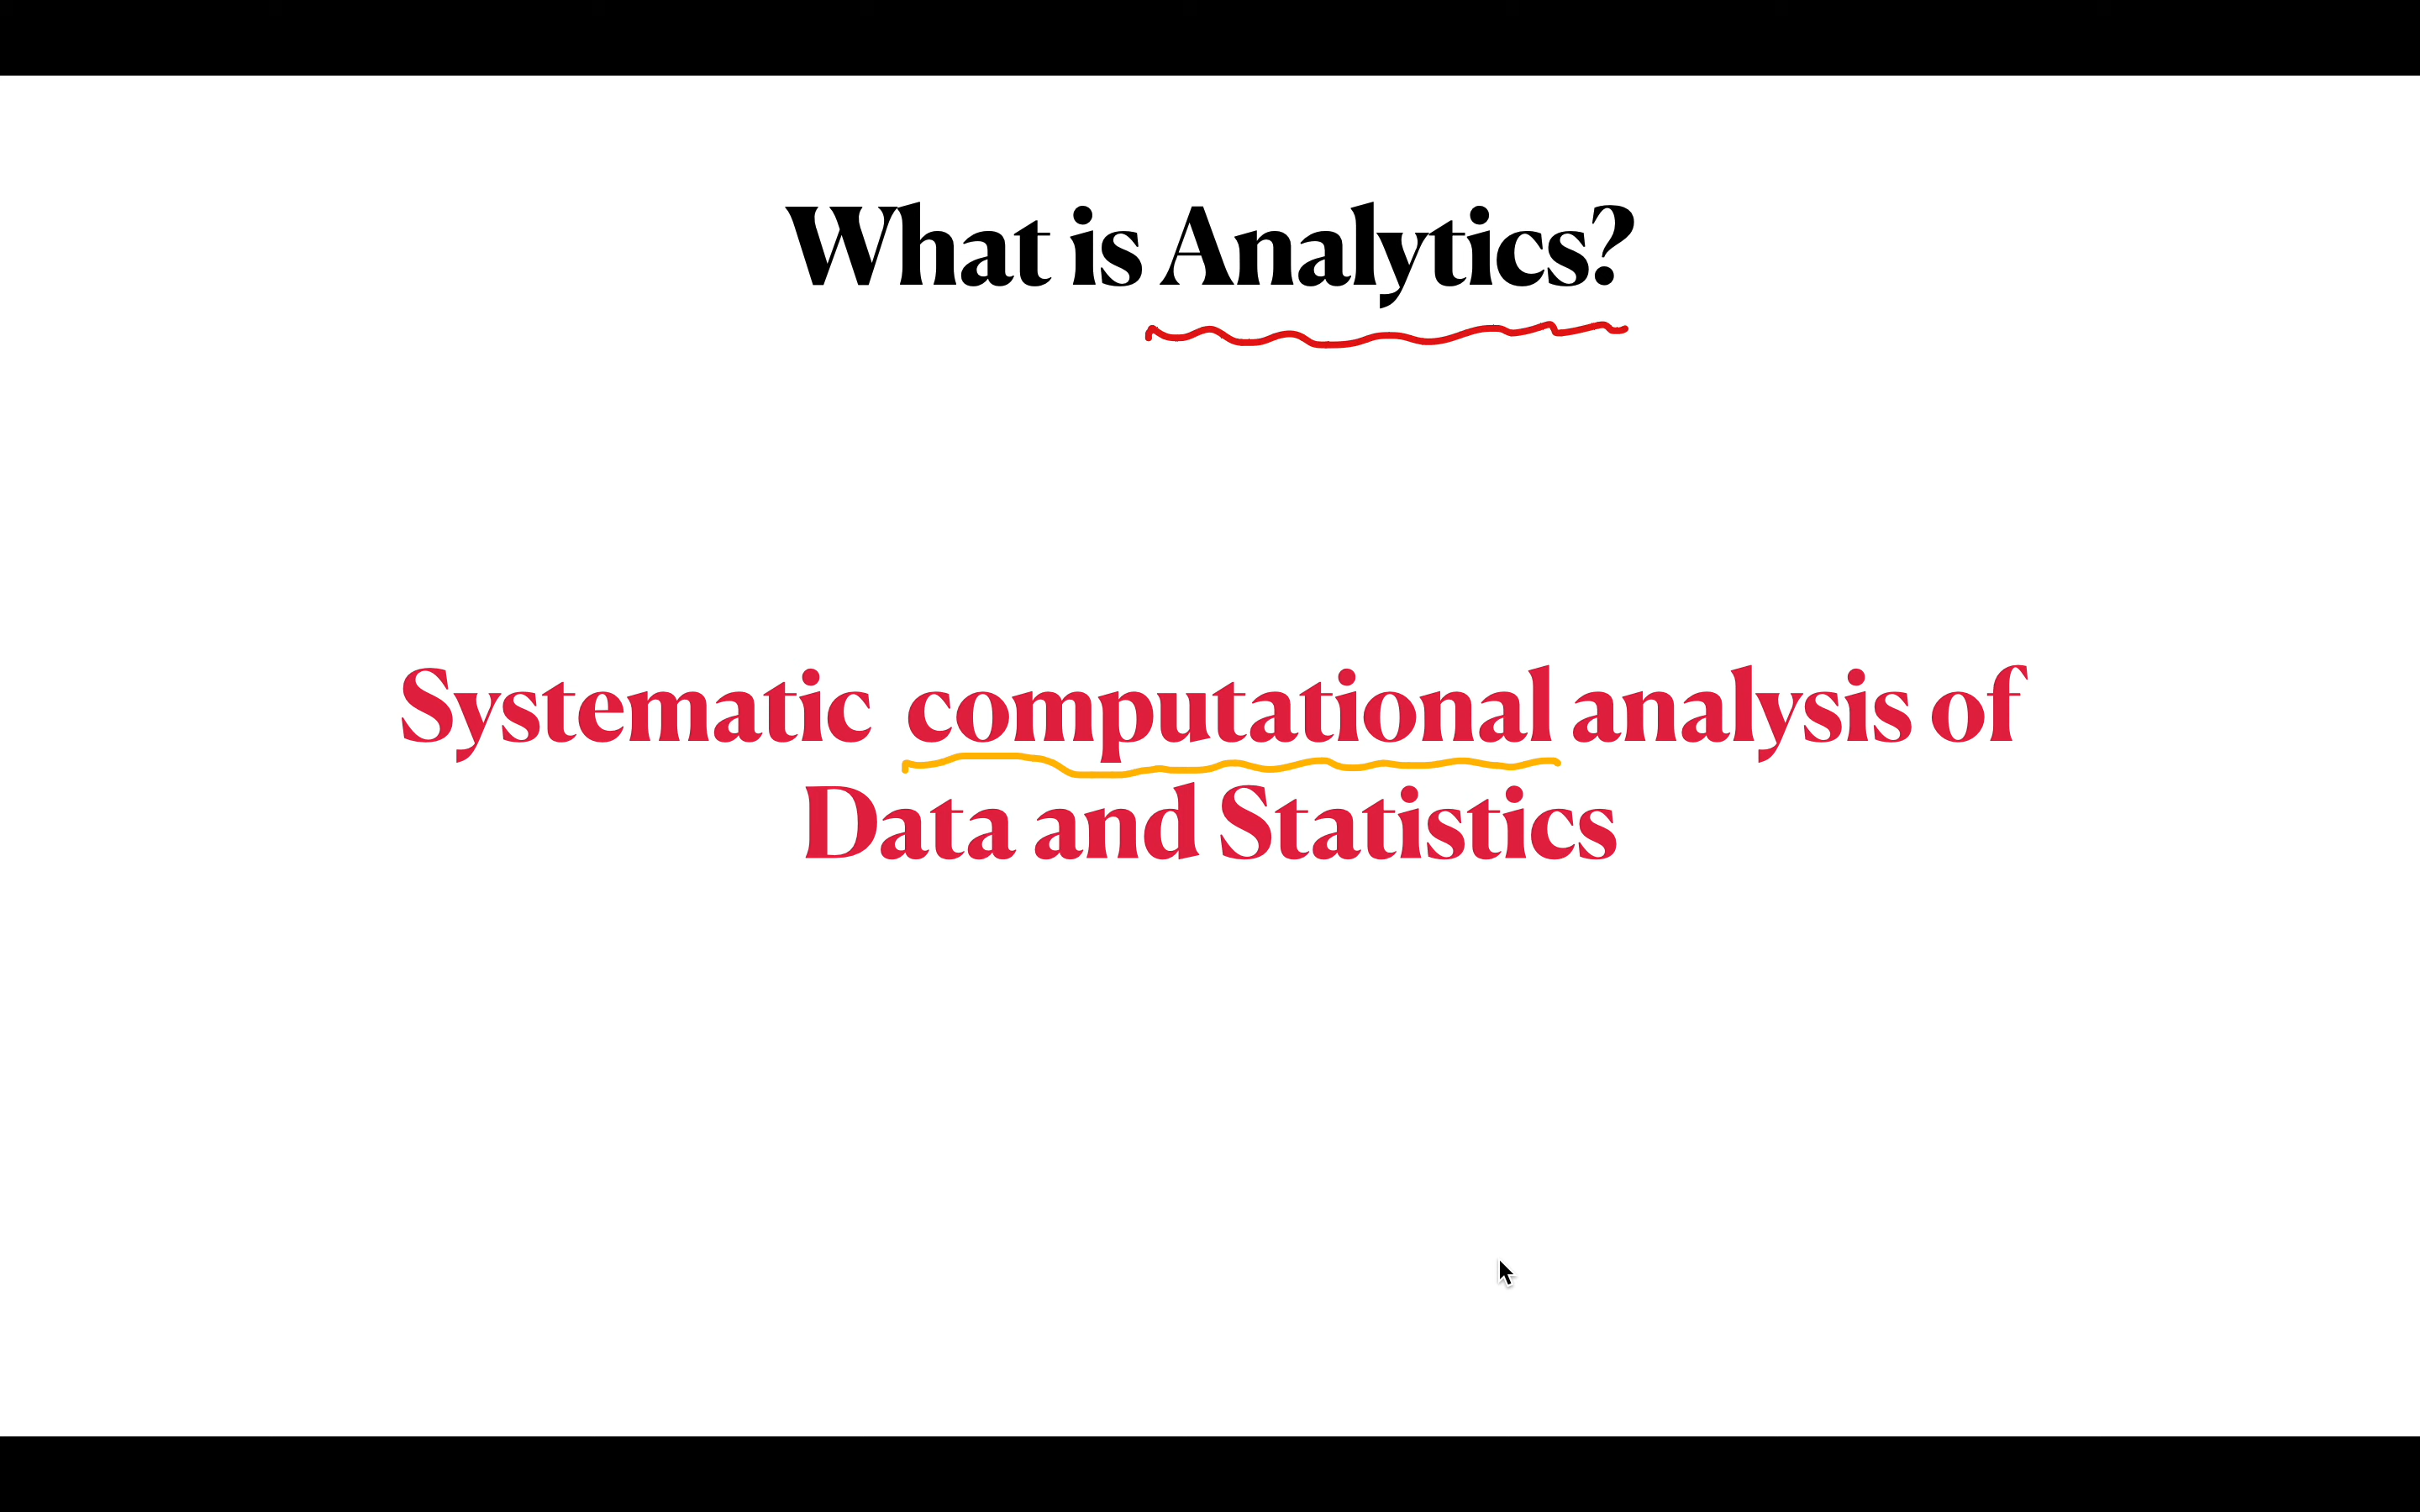 What is Analytics?
Systematic computational analysis of
Data and Statistics